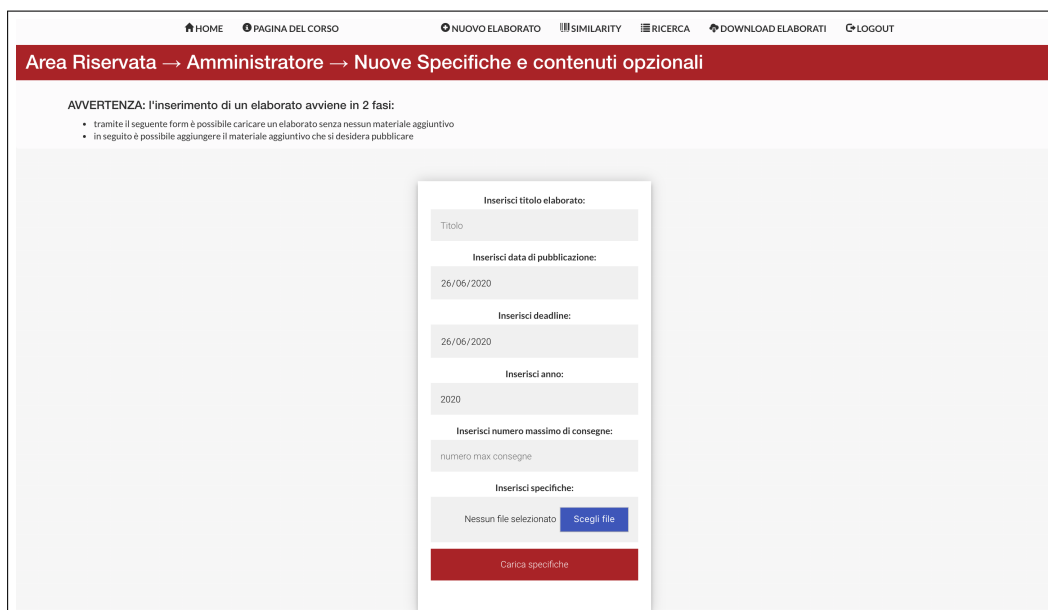 HOME PAGINA DEL CORSO NUOVO ELABORATO SIMILARITY RICERCA DOWNLOAD ELABORATI LOGOUT
Area Riservata → Amministratore → Nuove Specifiche e contenuti opzionali
AVVERTENZA: l'inserimento di un elaborato avviene in 2 fasi:
• tramite il seguente form è possibile caricare un elaborato senza nessun materiale aggiuntivo
• in seguito è possibile aggiungere il materiale aggiuntivo che si desidera pubblicare
Inserisci titolo elaborato:
Titolo
Inserisci data di pubblicazione:
26/06/2020
Inserisci deadline:
26/06/2020
Inserisci anno:
2020
Inserisci numero massimo di consegne:
numero max consegne
Inserisci specifiche:
Nessun file selezionato Scegli file
Carica specifiche